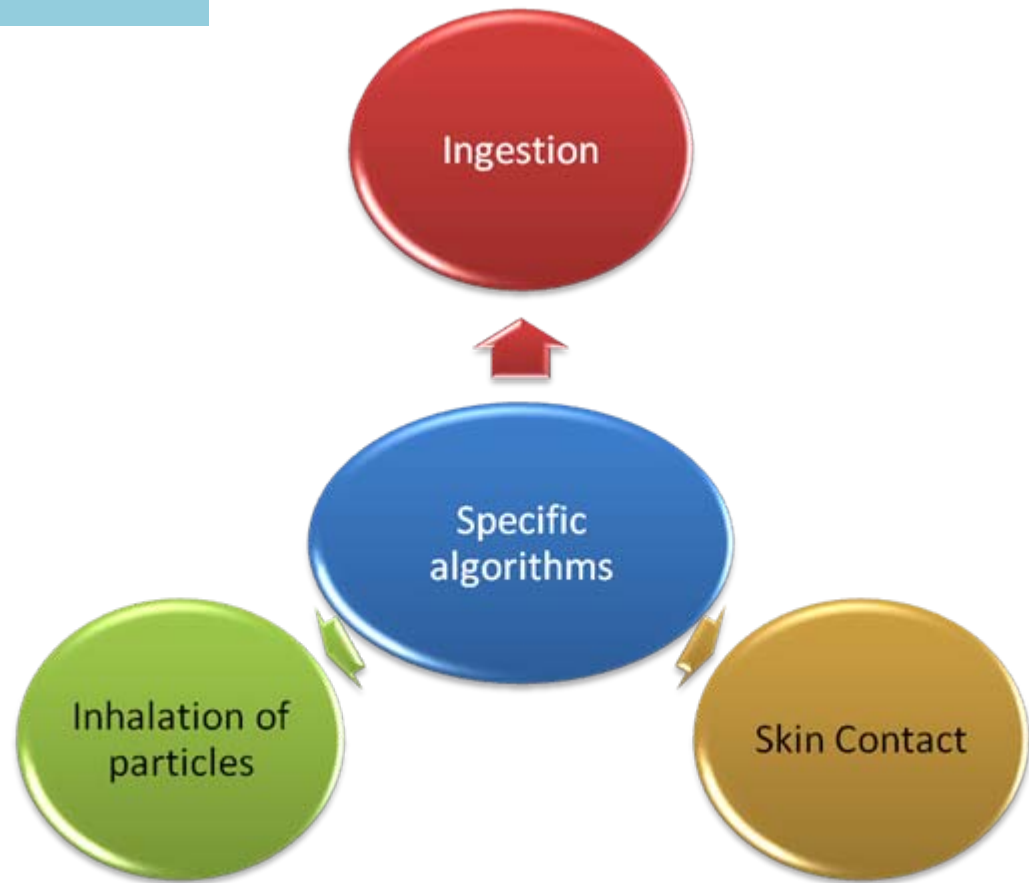 Ingestion
Specific
algorithms
Inhalation of
particles
Skin Contact